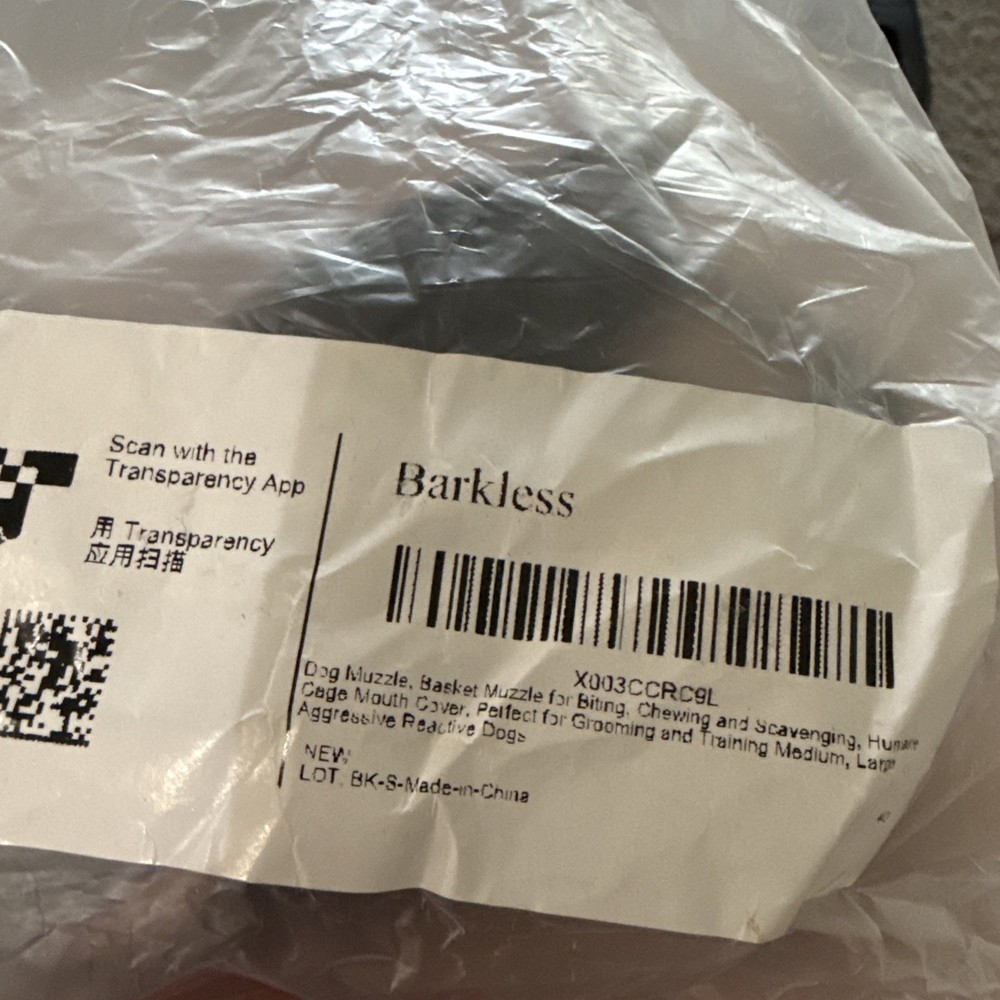 Scan with the
Transparency App
用 Transparency
应用扫描
Barkless
X003CCRC9L
Dog Muzzle, Basket Muzzle for Biting, Chewing and Scavenging, Humane
Cage Mouth Cover, Pelfect for Grooming and Training Medium, Large
Aggressive Reactive Dogs
NEW
LOT. BK-S-Made-in-China